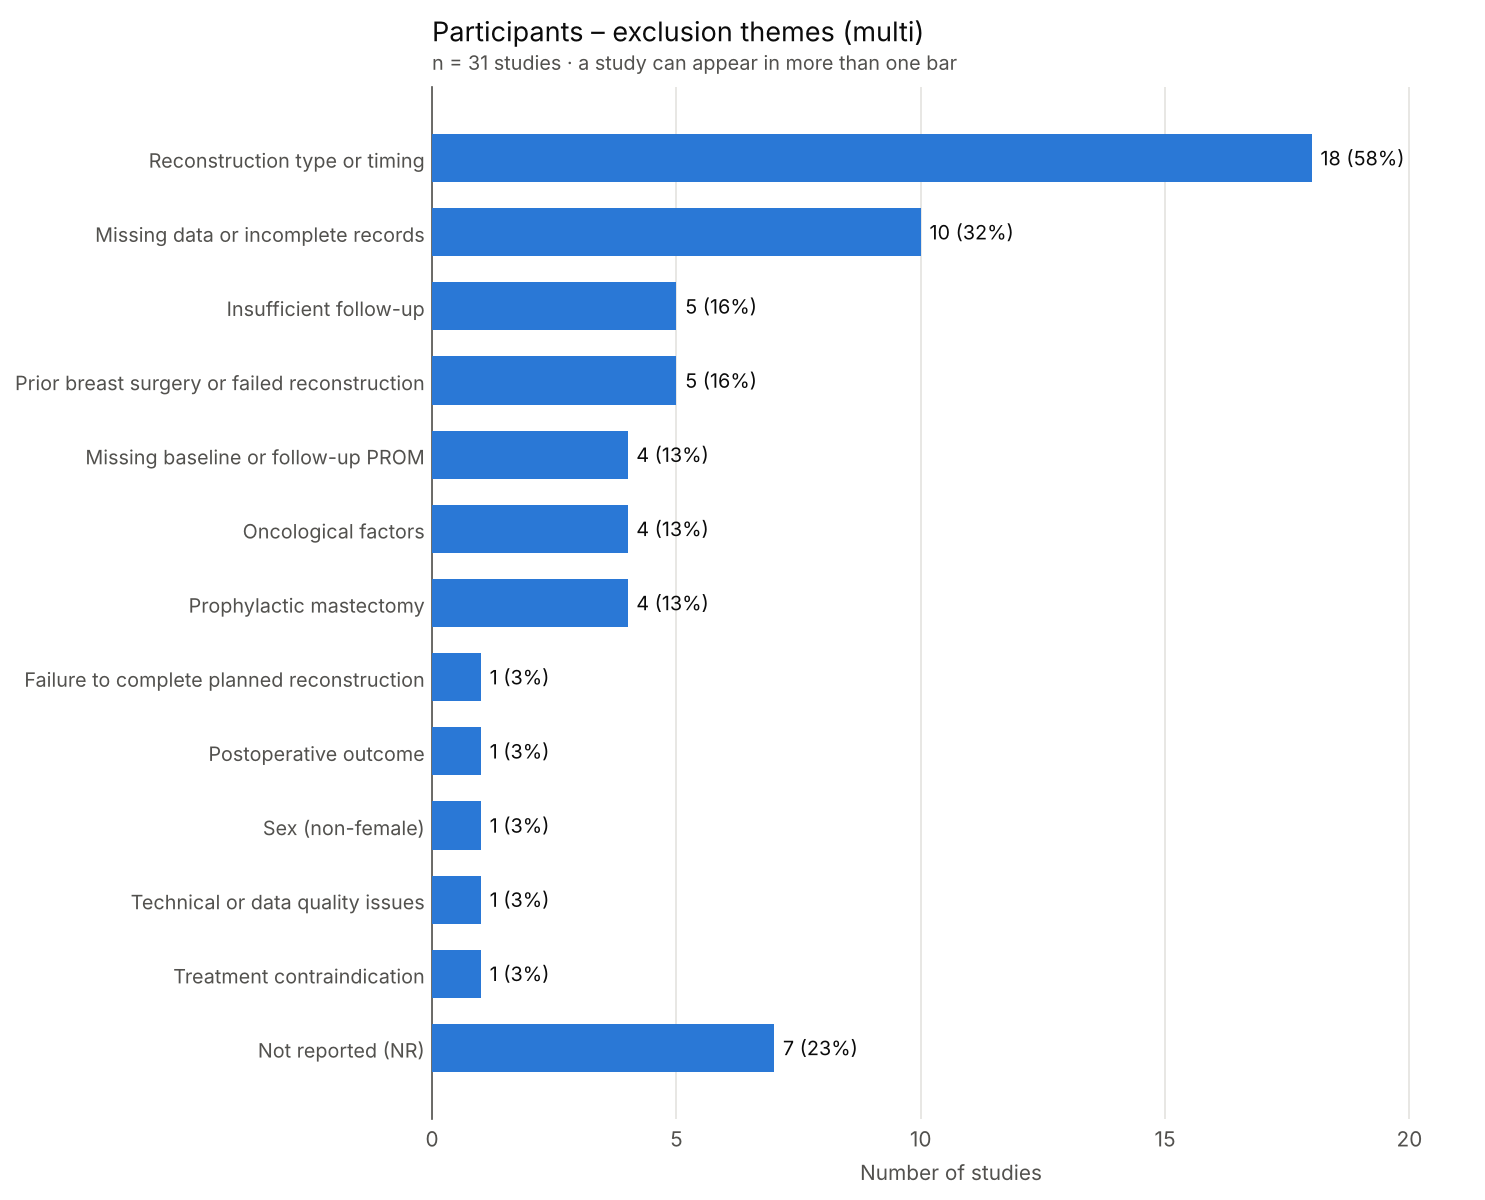 Participants – exclusion themes (multi)
n = 31 studies · a study can appear in more than one bar
Reconstruction type or timing 18 (58%)
Missing data or incomplete records 10 (32%)
Insufficient follow-up 5 (16%)
Prior breast surgery or failed reconstruction 5 (16%)
Missing baseline or follow-up PROM 4 (13%)
Oncological factors 4 (13%)
Prophylactic mastectomy 4 (13%)
Failure to complete planned reconstruction 1 (3%)
Postoperative outcome 1 (3%)
Sex (non-female) 1 (3%)
Technical or data quality issues 1 (3%)
Treatment contraindication 1 (3%)
Not reported (NR) 7 (23%)
0 5 10 15 20
Number of studies